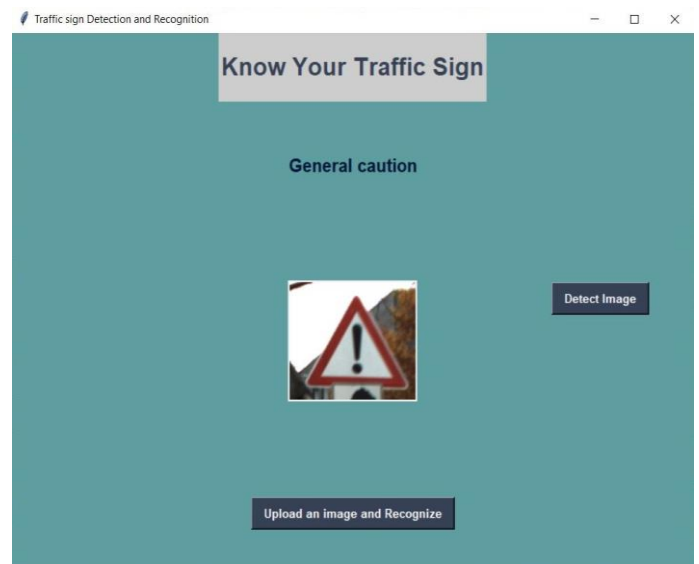 Traffic sign Detection and Recognition
Know Your Traffic Sign
General caution
!
Detect Image
Upload an image and Recognize